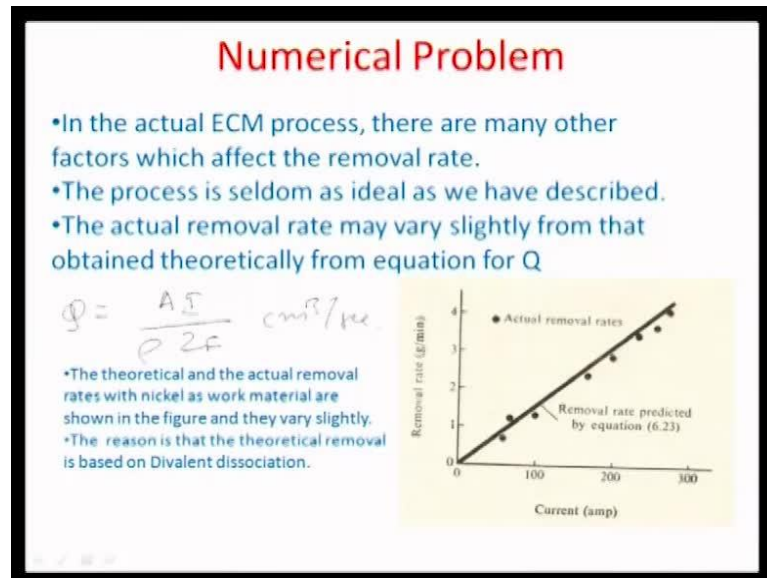 Numerical Problem
•In the actual ECM process, there are many other
factors which affect the removal rate.
•The process is seldom as ideal as we have described.
•The actual removal rate may vary slightly from that
obtained theoretically from equation for Q
Q = AI / ρZF cm³/sec.
•The theoretical and the actual removal
rates with nickel as work material are
shown in the figure and they vary slightly.
•The reason is that the theoretical removal
is based on Divalent dissociation.
Removal rate (g/min)
4
3
2
1
0
• Actual removal rates
Removal rate predicted
by equation (6.23)
0 100 200 300
Current (amp)